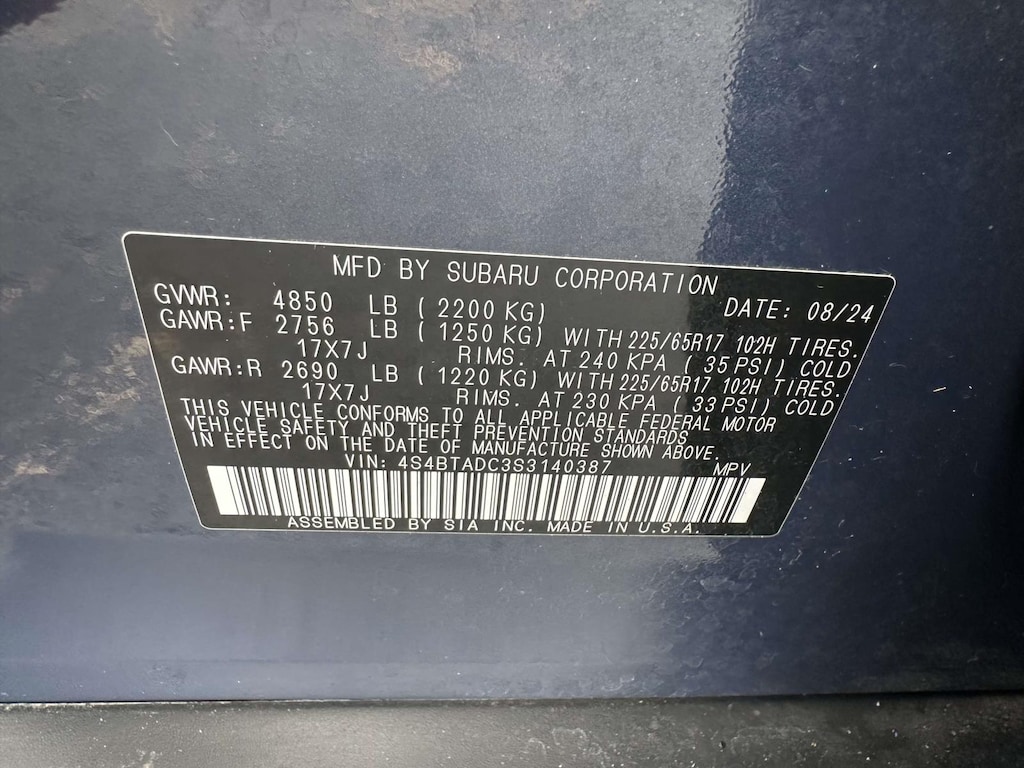 MFD BY SUBARU CORPORATION
GVWR: 4850 LB ( 2200 KG) DATE: 08/24
GAWR:F 2756 LB ( 1250 KG) WITH 225/65R17 102H TIRES.
17X7J RIMS. AT 240 KPA ( 35 PSI) COLD
GAWR:R 2690 LB ( 1220 KG) WITH 225/65R17 102H TIRES.
17X7J RIMS. AT 230 KPA ( 33 PSI) COLD
THIS VEHICLE CONFORMS TO ALL APPLICABLE FEDERAL MOTOR
VEHICLE SAFETY AND THEFT PREVENTION STANDARDS
IN EFFECT ON THE DATE OF MANUFACTURE SHOWN ABOVE.
VIN: 4S4BTADC3S3140387 MPV
ASSEMBLED BY SIA INC. MADE IN U.S.A.